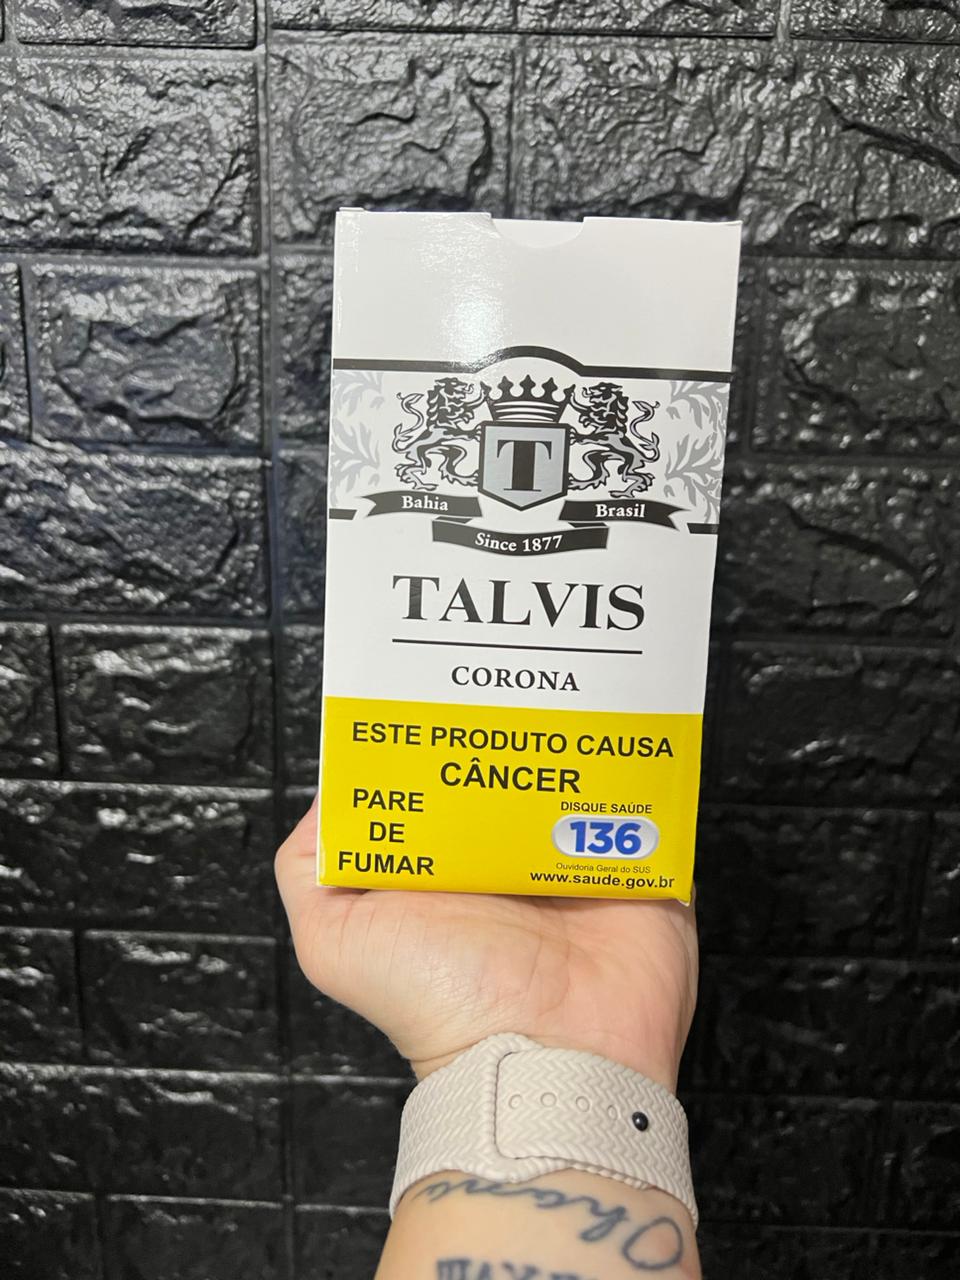 T
Bahia
Brasil
Since 1877
TALVIS
CORONA
ESTE PRODUTO CAUSA
CÂNCER
PARE
DE
FUMAR
DISQUE SAÚDE
136
Ouvidoria Geral do SUS
www.saude.gov.br
Ohana